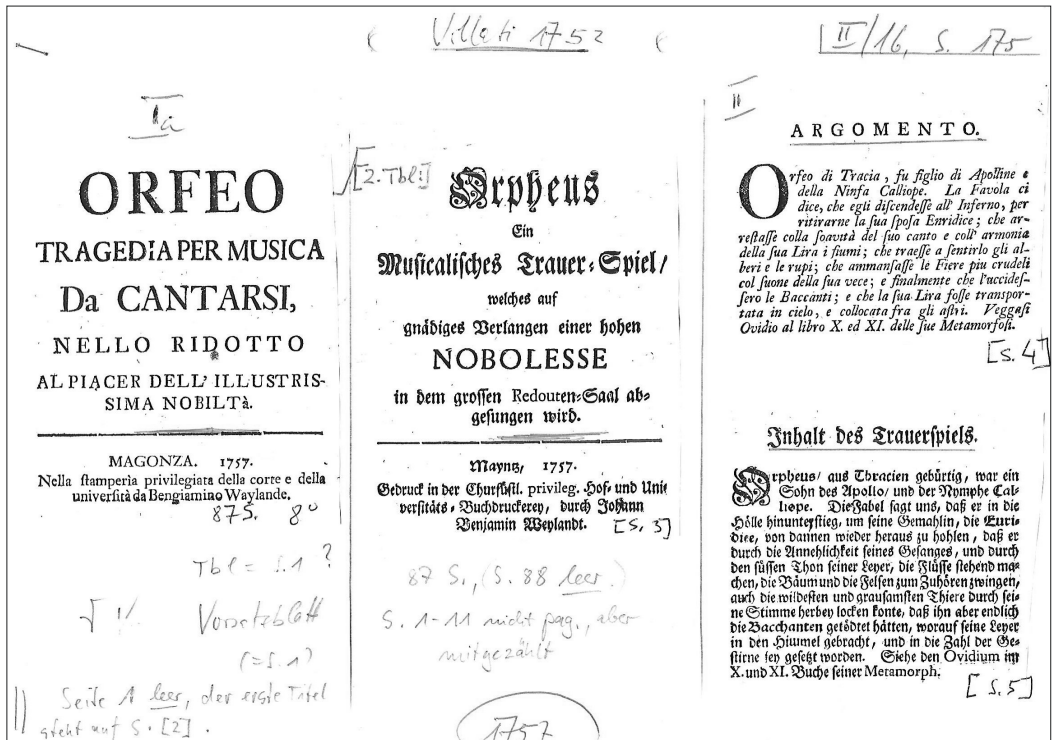 Villati 1752
II/16, S. 175
Ia
ORFEO
TRAGEDIA PER MUSICA
Da CANTARSI,
NELLO RIDOTTO
AL PIACER DELL' ILLUSTRIS-
SIMA NOBILTà.
MAGONZA. 1757.
Nella ſtamperia privilegiata della corte e della
università da Bengiamino Waylande.
87 S. 8°
Tbl = S. 1 ?
Vorsatzblatt
(= S. 1)
Seite 1 leer, der erste Titel
steht auf S. [2].
[2. Tbl:]
Orpheus
Ein
Muſicaliſches Trauer-Spiel/
welches auf
gnädiges Verlangen einer hohen
NOBOLESSE
in dem groſſen Redouten-Saal ab-
geſungen wird.
Mayntz, 1757.
Gedruckt in der Churfürſtl. privileg. Hof- und Uni-
verſitäts-Buchdruckerey, durch Johann
Benjamin Weylandt.
[S. 3]
87 S., (S. 88 leer.)
S. 1-11 nicht pag., aber
mitgezählt
1757
II
ARGOMENTO.
Orfeo di Tracia, fu figlio di Apolline e
della Ninfa Calliope. La Favola ci
dice, che egli diſcendeſſe all' Inferno, per
ritirarne la ſua ſpoſa Enridice; che ar-
reſtaſſe colla ſoavità del ſuo canto e coll' armonia
della ſua Lira i fiumi; che traeſſe a ſentirlo gli al-
beri e le rupi; che ammanſaſſe le Fiere piu crudeli
col ſuone della ſua vece; e finalmente che l'uccideſ-
ſero le Baccanti; e che la ſua Lira foſſe transpor-
tata in cielo, e collocata fra gli aſtri. Veggaſi
Ovidio al libro X. ed XI. delle ſue Metamorfoſi.
[S. 4]
Inhalt des Trauerſpiels.
Orpheus/ aus Thracien gebürtig, war ein
Sohn des Apollo/ und der Nymphe Cal-
liope. Die Fabel ſagt uns, daß er in die
Hölle hinunterſtieg, um ſeine Gemahlin, die Euri-
dice, von dannen wieder heraus zu hohlen, daß er
durch die Annehlichkeit ſeines Geſanges, und durch
den ſüſſen Thon ſeiner Leyer, die Flüſſe ſtehend ma-
chen, die Bäum und die Felſen zum Zuhören zwingen,
auch die wildeſten und grauſamſten Thiere durch ſei-
ne Stimme herbey locken konte, daß ihn aber endlich
die Bacchanten getödtet hätten, worauf ſeine Leyer
in den Himmel gebracht, und in die Zahl der Ge-
ſtirne ſey geſetzt worden. Siehe den Ovidium im
X. und XI. Buche ſeiner Metamorph.
[S. 5]